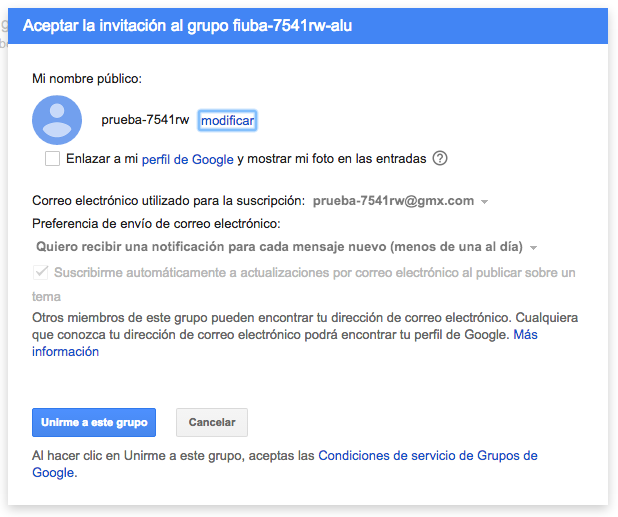 Aceptar la invitación al grupo fiuba-7541rw-alu
Mi nombre público:
prueba-7541rw modificar
Enlazar a mi perfil de Google y mostrar mi foto en las entradas ?
Correo electrónico utilizado para la suscripción: prueba-7541rw@gmx.com
Preferencia de envío de correo electrónico:
Quiero recibir una notificación para cada mensaje nuevo (menos de una al día)
Suscribirme automáticamente a actualizaciones por correo electrónico al publicar sobre un
tema
Otros miembros de este grupo pueden encontrar tu dirección de correo electrónico. Cualquiera
que conozca tu dirección de correo electrónico podrá encontrar tu perfil de Google. Más
información
Unirme a este grupo Cancelar
Al hacer clic en Unirme a este grupo, aceptas las Condiciones de servicio de Grupos de
Google.